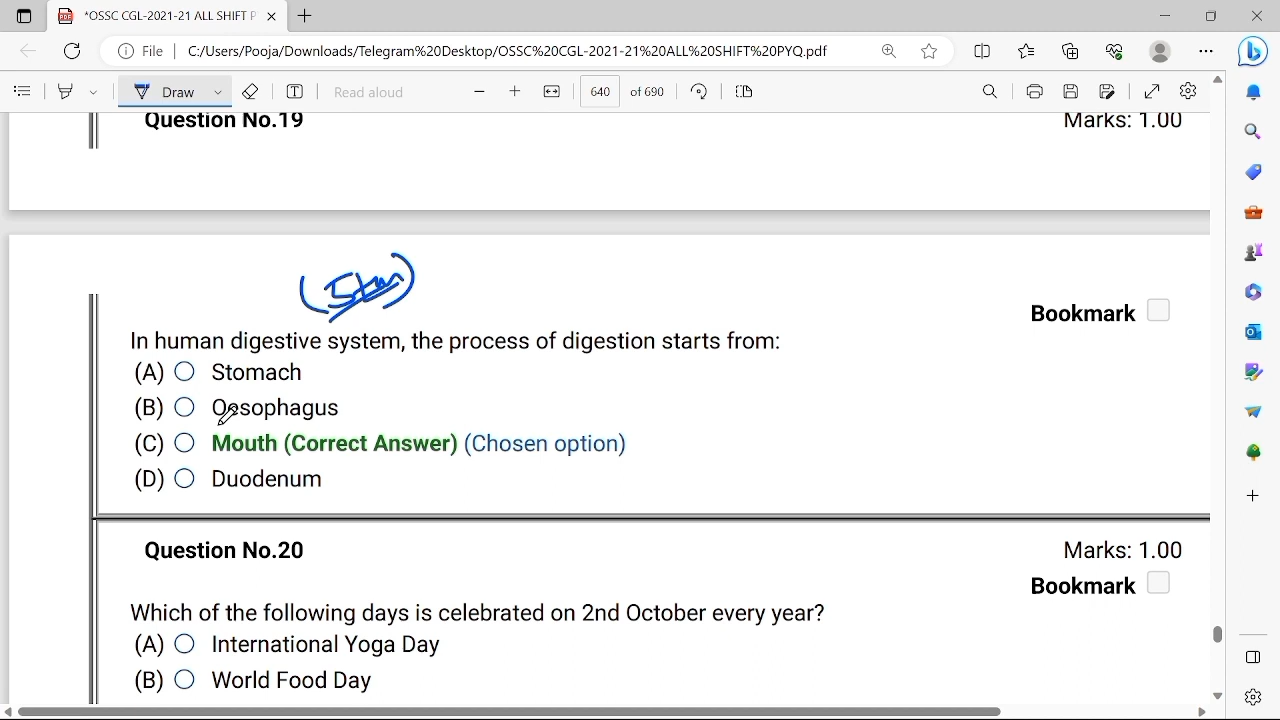 *OSSC CGL-2021-21 ALL SHIFT P
File C:/Users/Pooja/Downloads/Telegram%20Desktop/OSSC%20CGL-2021-21%20ALL%20SHIFT%20PYQ.pdf
Draw Read aloud 640 of 690
Question No.19 Marks: 1.00
Bookmark
In human digestive system, the process of digestion starts from:
(A) Stomach
(B) Oesophagus
(C) Mouth (Correct Answer) (Chosen option)
(D) Duodenum
Question No.20 Marks: 1.00
Bookmark
Which of the following days is celebrated on 2nd October every year?
(A) International Yoga Day
(B) World Food Day